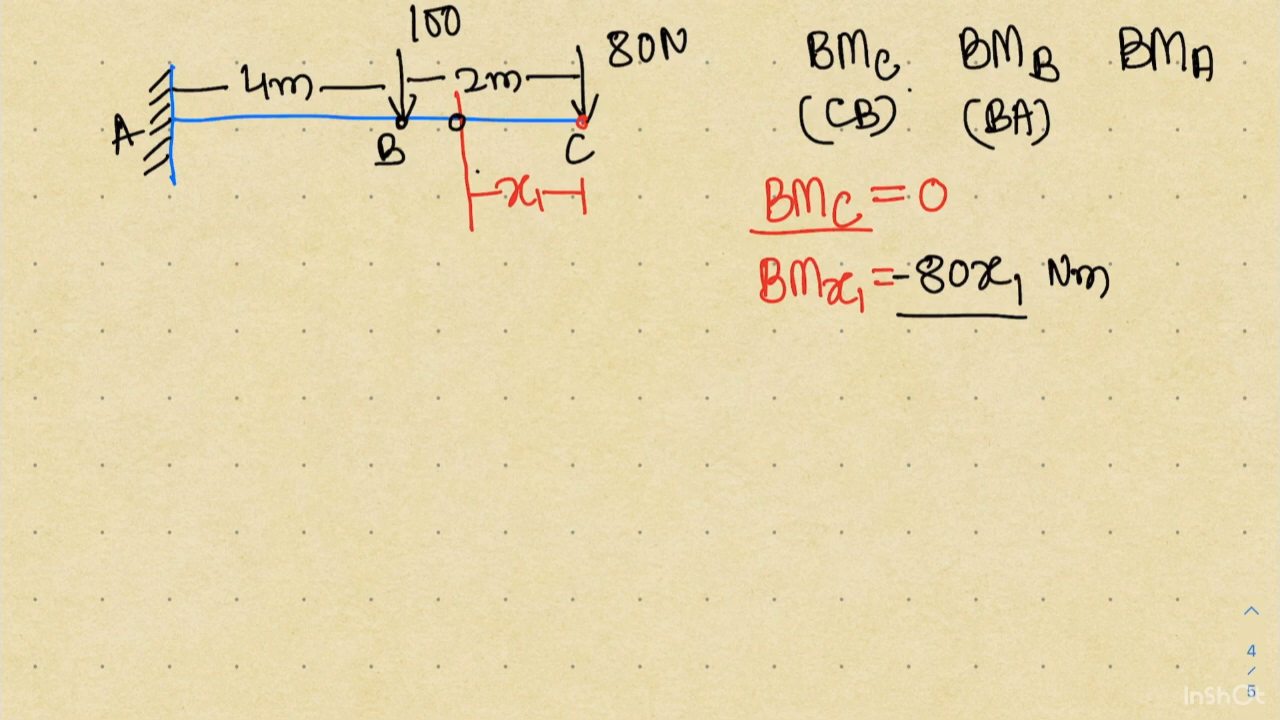 100
80N
4m
2m
A
B
C
x₁
BMC BMB BMA
(CB) (BA)
BMC = 0
BMx₁ = -80x₁ Nm
4
/
5
InShOt